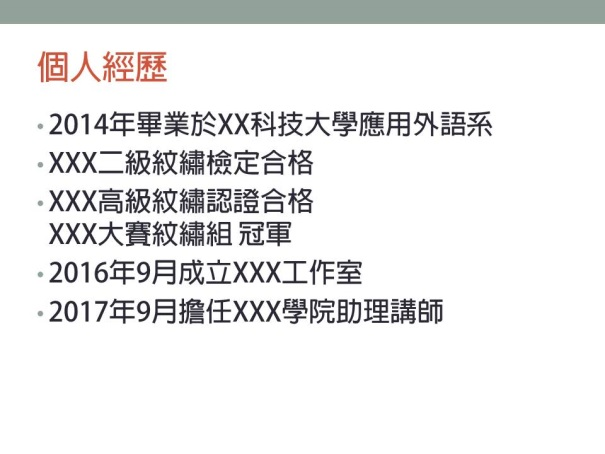 個人經歷
• 2014年畢業於XX科技大學應用外語系
• XXX二級紋繡檢定合格
• XXX高級紋繡認證合格
XXX大賽紋繡組 冠軍
• 2016年9月成立XXX工作室
• 2017年9月擔任XXX學院助理講師